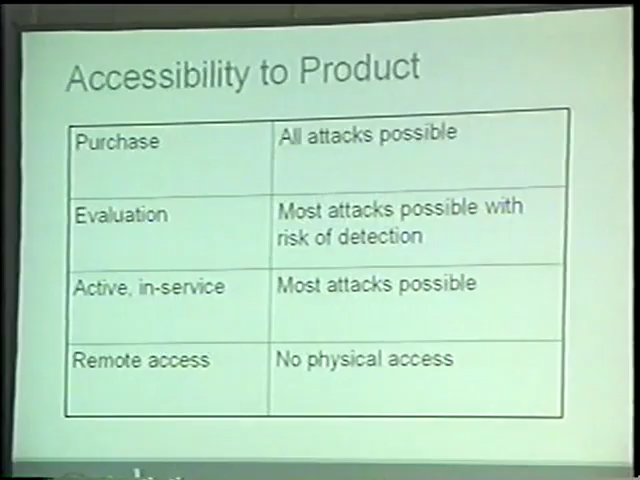 Accessibility to Product
Purchase
All attacks possible
Evaluation
Most attacks possible with
risk of detection
Active, in-service
Most attacks possible
Remote access
No physical access